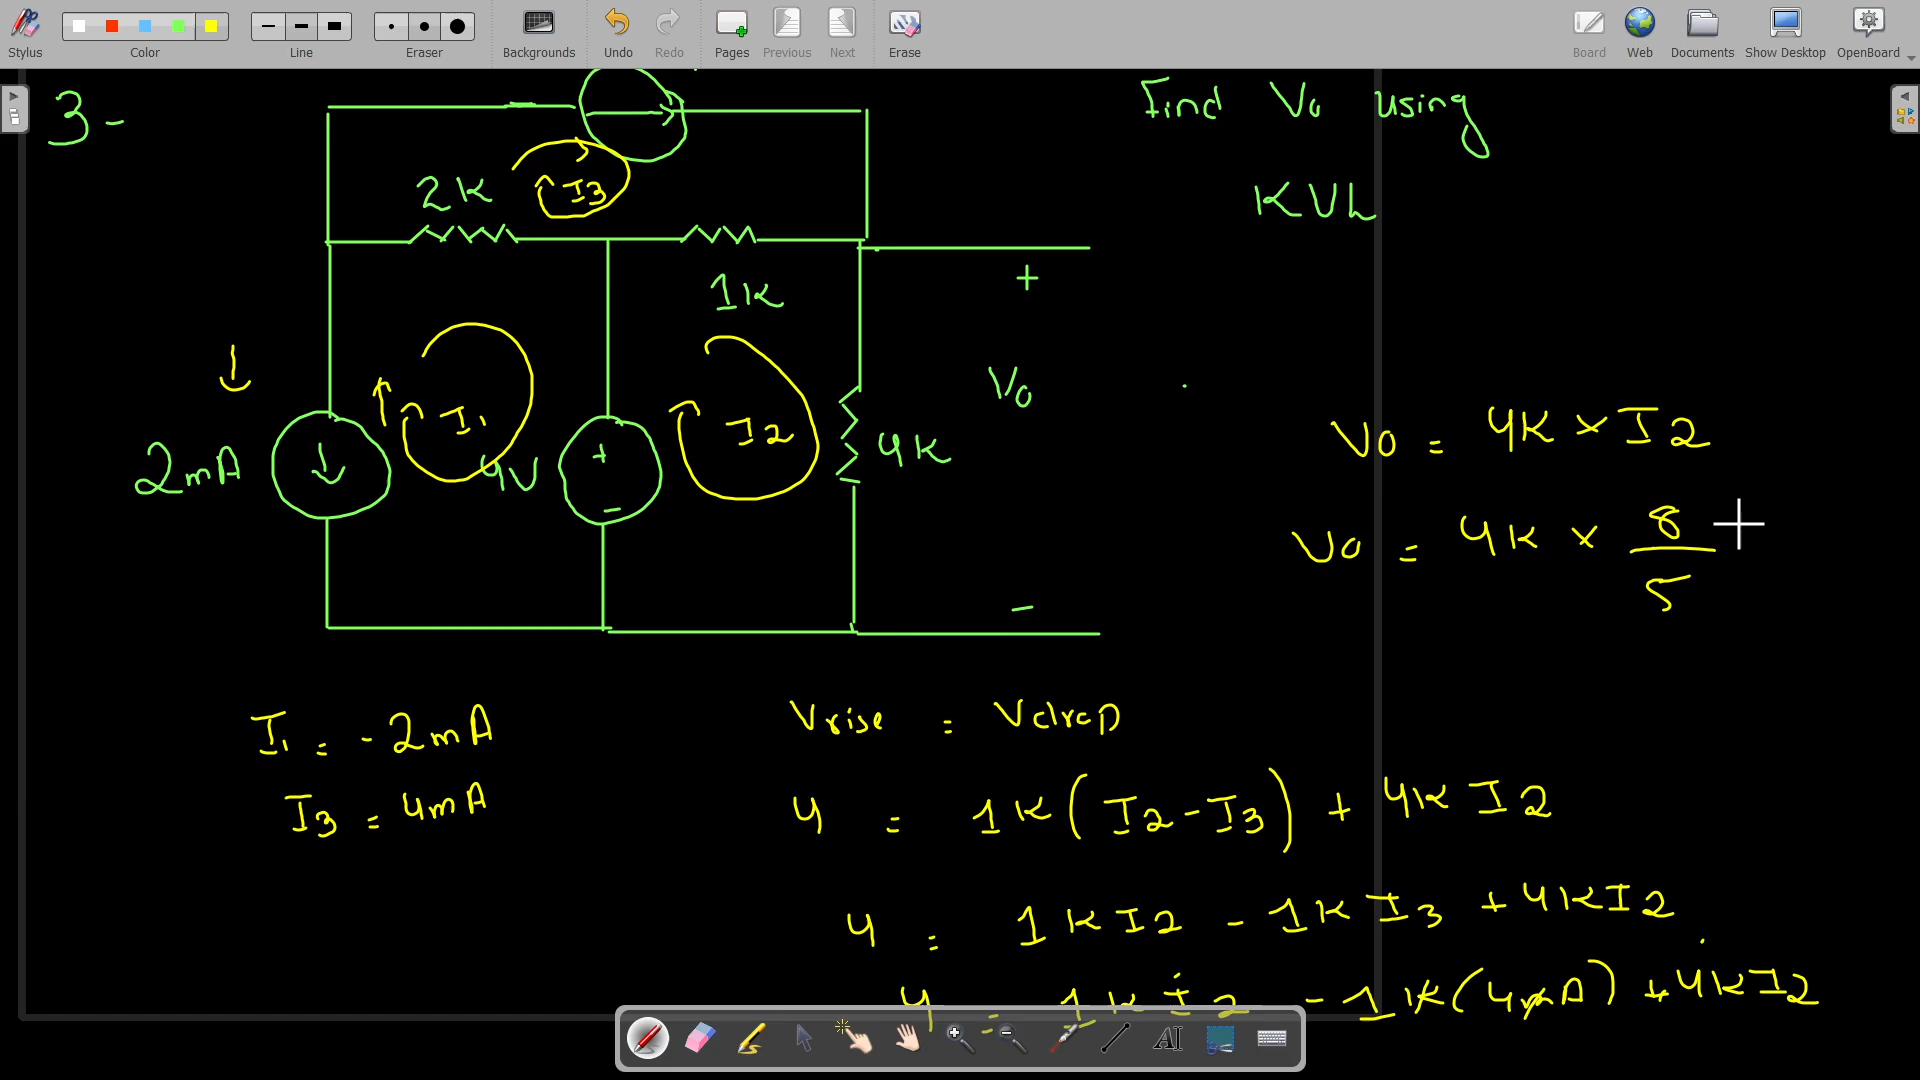 Stylus Color Line Eraser Backgrounds Undo Redo Pages Previous Next Erase Board Web Documents Show Desktop OpenBoard
3-
Find Vo using
KVL
2K
I3
1K
+
Vo
I1
I2
2mA
4V
+
-
4K
-
Vo = 4K × I2
Vo = 4K × 8/5
I1 = -2mA
I3 = 4mA
Vrise = Vdrop
4 = 1K(I2-I3) + 4K I2
4 = 1K I2 - 1K I3 + 4K I2
4 = 1K I2 - 1K(4mA) + 4K I2